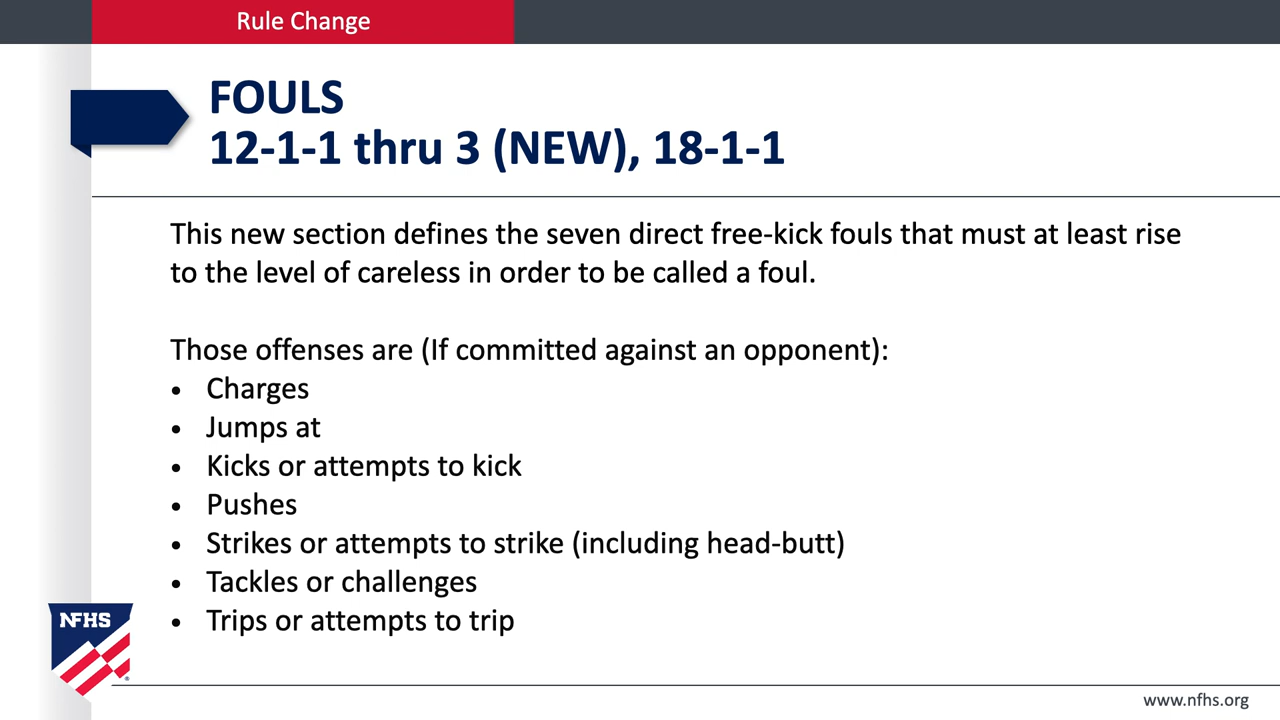 Rule Change
FOULS
12-1-1 thru 3 (NEW), 18-1-1
This new section defines the seven direct free-kick fouls that must at least rise
to the level of careless in order to be called a foul.
Those offenses are (If committed against an opponent):
• Charges
• Jumps at
• Kicks or attempts to kick
• Pushes
• Strikes or attempts to strike (including head-butt)
• Tackles or challenges
• Trips or attempts to trip
NFHS
®
www.nfhs.org